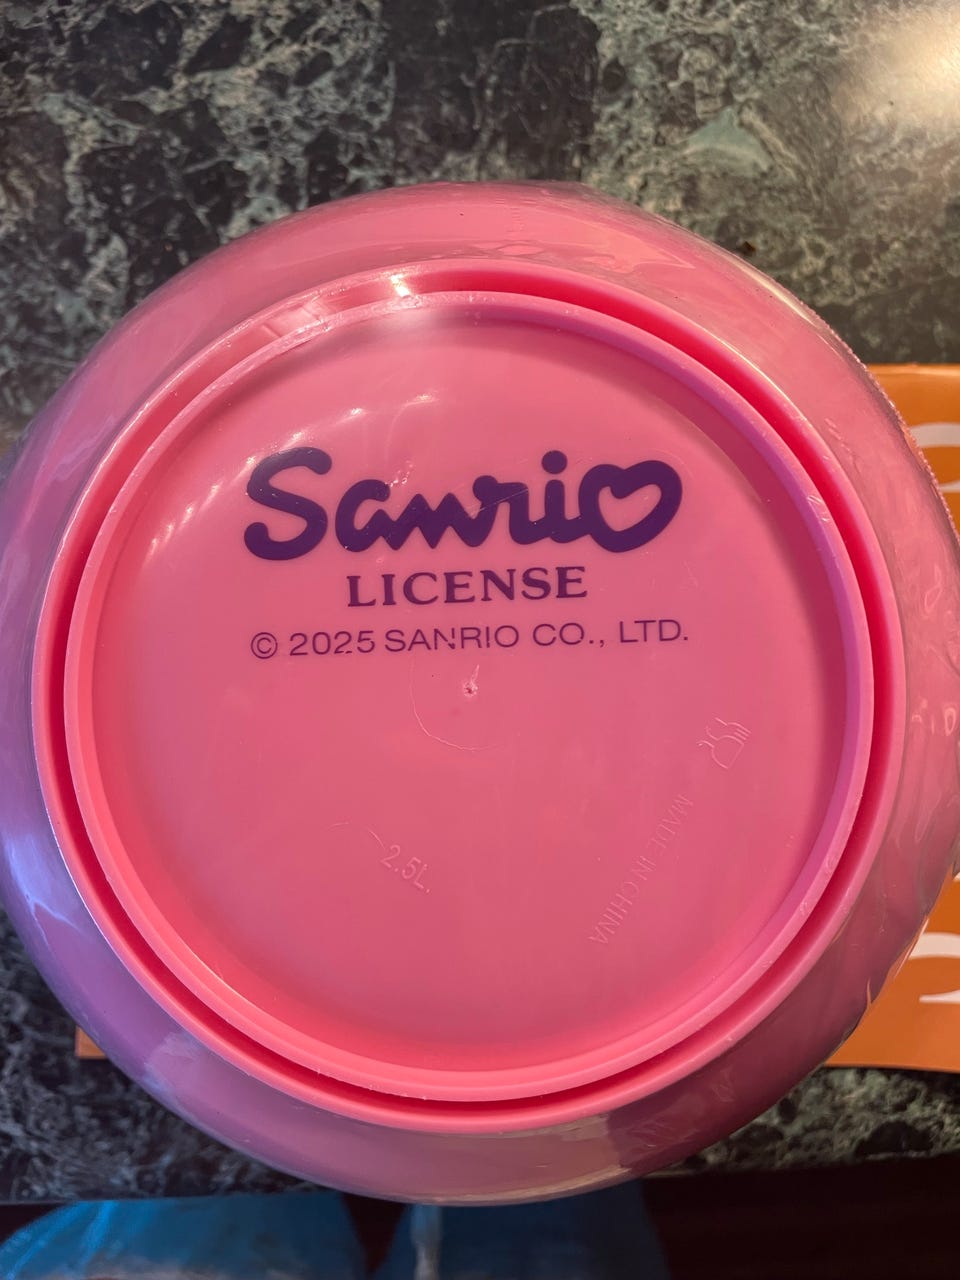 Sanrio
LICENSE
© 2025 SANRIO CO., LTD.
MADE IN CHINA
2.5L.